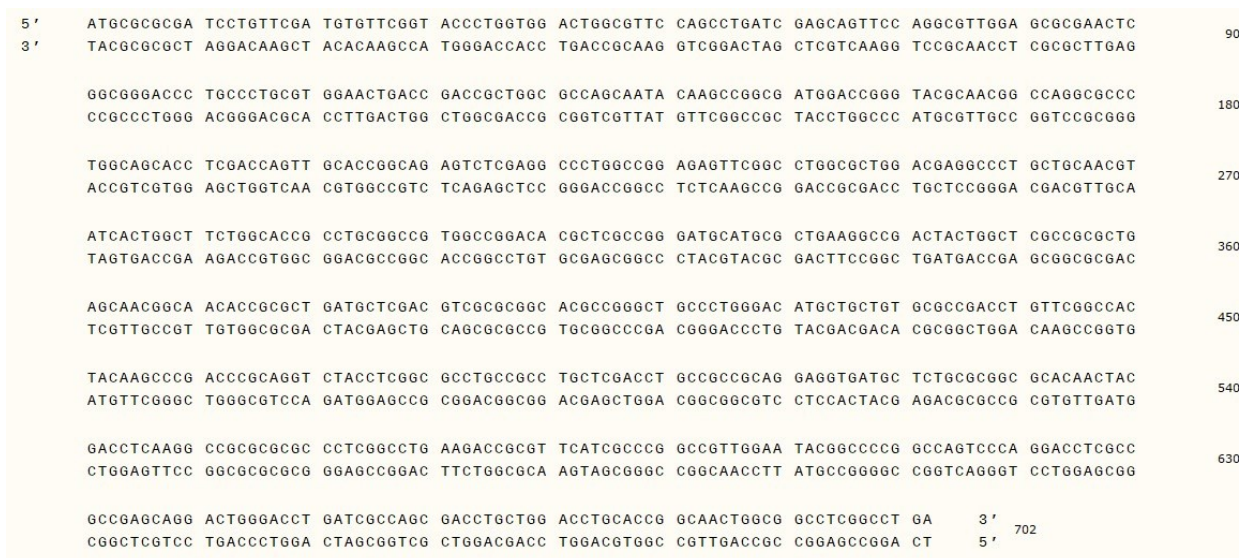 5′ ATGCGCGCGA TCCTGTTCGA TGTGTTCGGT ACCCTGGTGG ACTGGCGTTC CAGCCTGATC GAGCAGTTCC AGGCGTTGGA GCGCGAACTC
3′ TACGCGCGCT AGGACAAGCT ACACAAGCCA TGGGACCACC TGACCGCAAG GTCGGACTAG CTCGTCAAGG TCCGCAACCT CGCGCTTGAG
90
GGCGGGACCC TGCCCTGCGT GGAACTGACC GACCGCTGGC GCCAGCAATA CAAGCCGGCG ATGGACCGGG TACGCAACGG CCAGGCGCCC
CCGCCCTGGG ACGGGACGCA CCTTGACTGG CTGGCGACCG CGGTCGTTAT GTTCGGCCGC TACCTGGCCC ATGCGTTGCC GGTCCGCGGG
180
TGGCAGCACC TCGACCAGTT GCACCGGCAG AGTCTCGAGG CCCTGGCCGG AGAGTTCGGC CTGGCGCTGG ACGAGGCCCT GCTGCAACGT
ACCGTCGTGG AGCTGGTCAA CGTGGCCGTC TCAGAGCTCC GGGACCGGCC TCTCAAGCCG GACCGCGACC TGCTCCGGGA CGACGTTGCA
270
ATCACTGGCT TCTGGCACCG CCTGCGGCCG TGGCCGGACA CGCTCGCCGG GATGCATGCG CTGAAGGCCG ACTACTGGCT CGCCGCGCTG
TAGTGACCGA AGACCGTGGC GGACGCCGGC ACCGGCCTGT GCGAGCGGCC CTACGTACGC GACTTCCGGC TGATGACCGA GCGGCGCGAC
360
AGCAACGGCA ACACCGCGCT GATGCTCGAC GTCGCGCGGC ACGCCGGGCT GCCCTGGGAC ATGCTGCTGT GCGCCGACCT GTTCGGCCAC
TCGTTGCCGT TGTGGCGCGA CTACGAGCTG CAGCGCGCCG TGCGGCCCGA CGGGACCCTG TACGACGACA CGCGGCTGGA CAAGCCGGTG
450
TACAAGCCCG ACCCGCAGGT CTACCTCGGC GCCTGCCGCC TGCTCGACCT GCCGCCGCAG GAGGTGATGC TCTGCGCGGC GCACAACTAC
ATGTTCGGGC TGGGCGTCCA GATGGAGCCG CGGACGGCGG ACGAGCTGGA CGGCGGCGTC CTCCACTACG AGACGCGCCG CGTGTTGATG
540
GACCTCAAGG CCGCGCGCGC CCTCGGCCTG AAGACCGCGT TCATCGCCCG GCCGTTGGAA TACGGCCCCG GCCAGTCCCA GGACCTCGCC
CTGGAGTTCC GGCGCGCGCG GGAGCCGGAC TTCTGGCGCA AGTAGCGGGC CGGCAACCTT ATGCCGGGGC CGGTCAGGGT CCTGGAGCGG
630
GCCGAGCAGG ACTGGGACCT GATCGCCAGC GACCTGCTGG ACCTGCACCG GCAACTGGCG GCCTCGGCCT GA 3′
CGGCTCGTCC TGACCCTGGA CTAGCGGTCG CTGGACGACC TGGACGTGGC CGTTGACCGC CGGAGCCGGA CT 5′
702